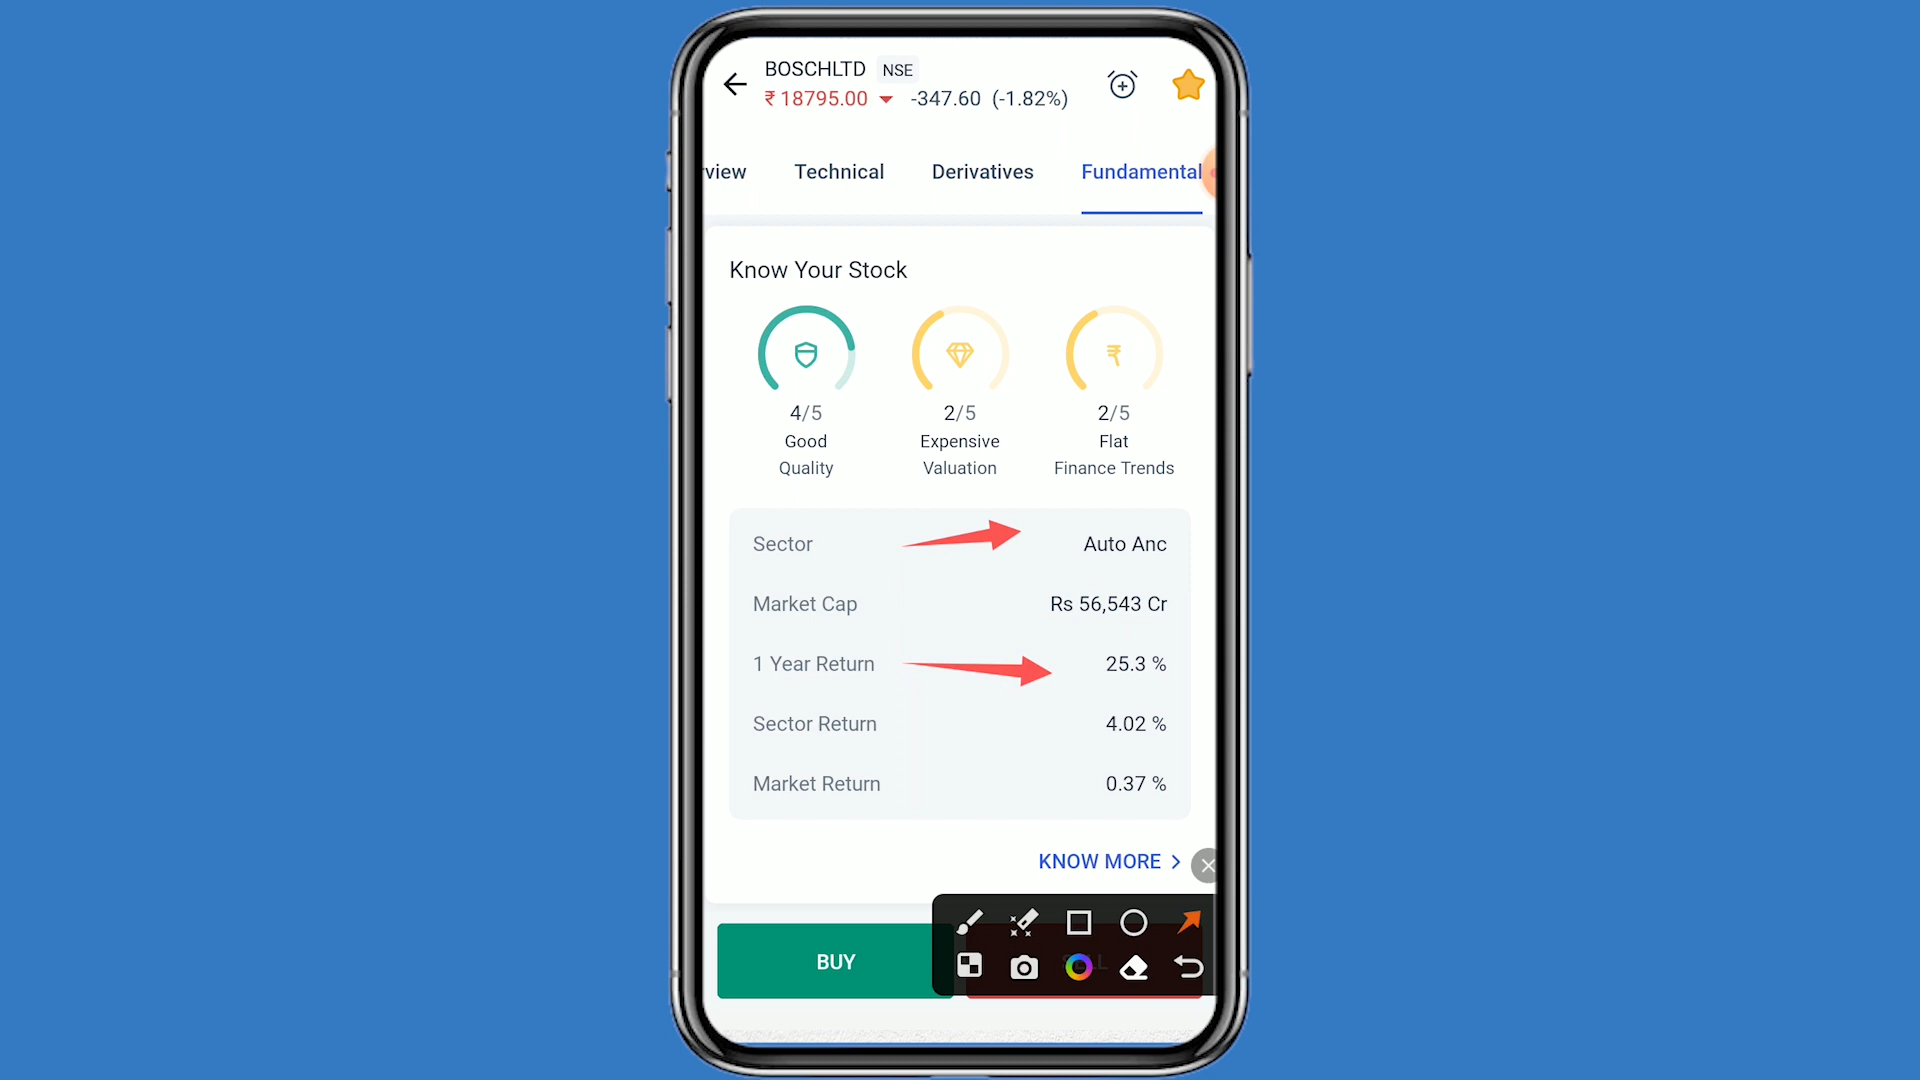 BOSCHLTD NSE
₹ 18795.00 -347.60 (-1.82%)
view Technical Derivatives Fundamental
Know Your Stock
4/5 2/5 2/5
Good Expensive Flat
Quality Valuation Finance Trends
Sector Auto Anc
Market Cap Rs 56,543 Cr
1 Year Return 25.3 %
Sector Return 4.02 %
Market Return 0.37 %
KNOW MORE
BUY